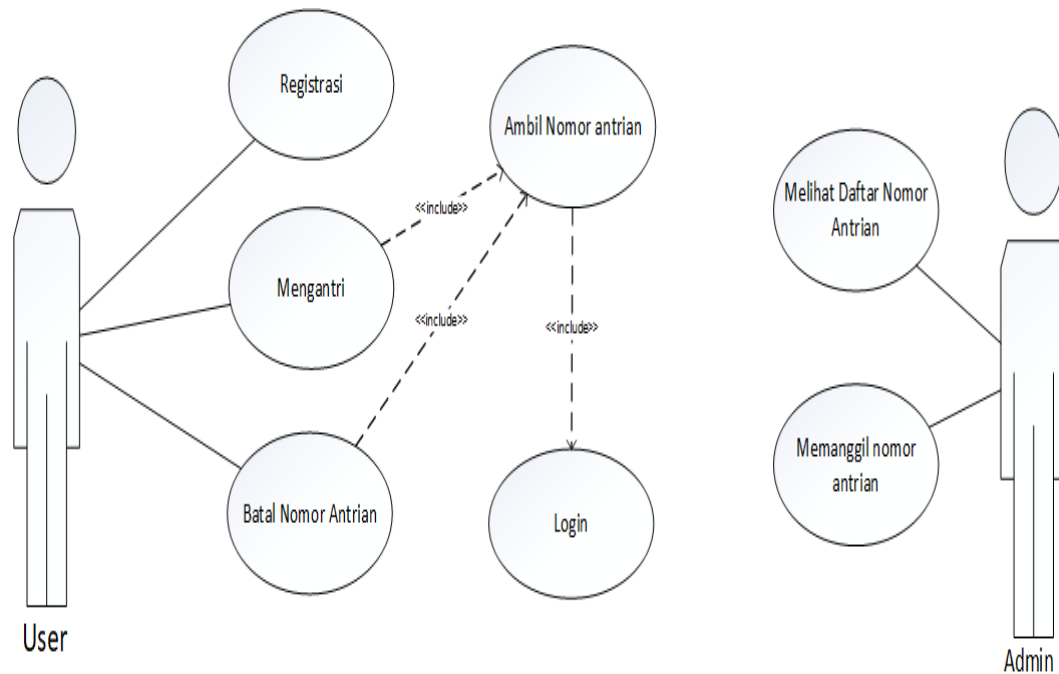 Registrasi
Ambil Nomor antrian
<<include>>
Mengantri
<<include>>
<<include>>
Batal Nomor Antrian
Login
User
Melihat Daftar Nomor
Antrian
Memanggil nomor
antrian
Admin